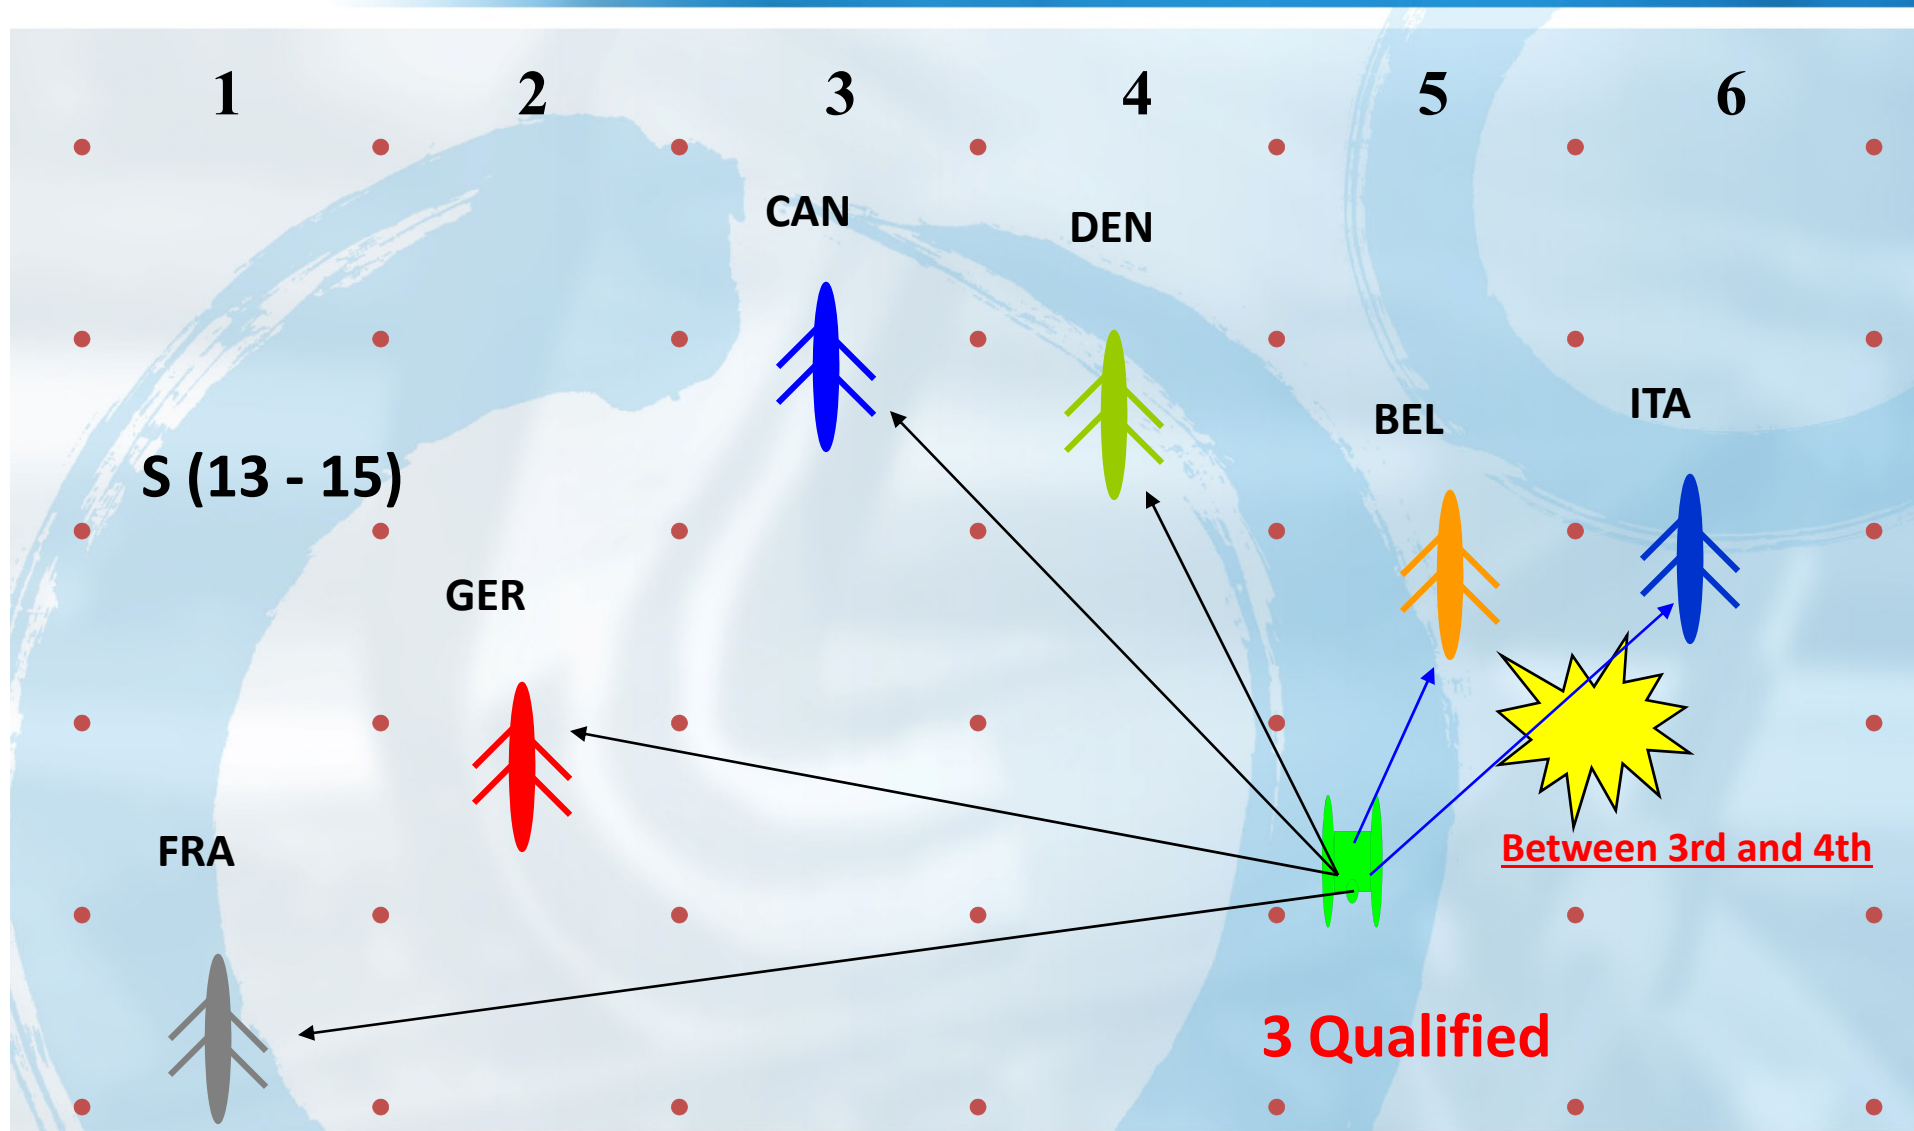 1 2 3 4 5 6
CAN
DEN
ITA
BEL
S (13 - 15)
GER
FRA
Between 3rd and 4th
3 Qualified